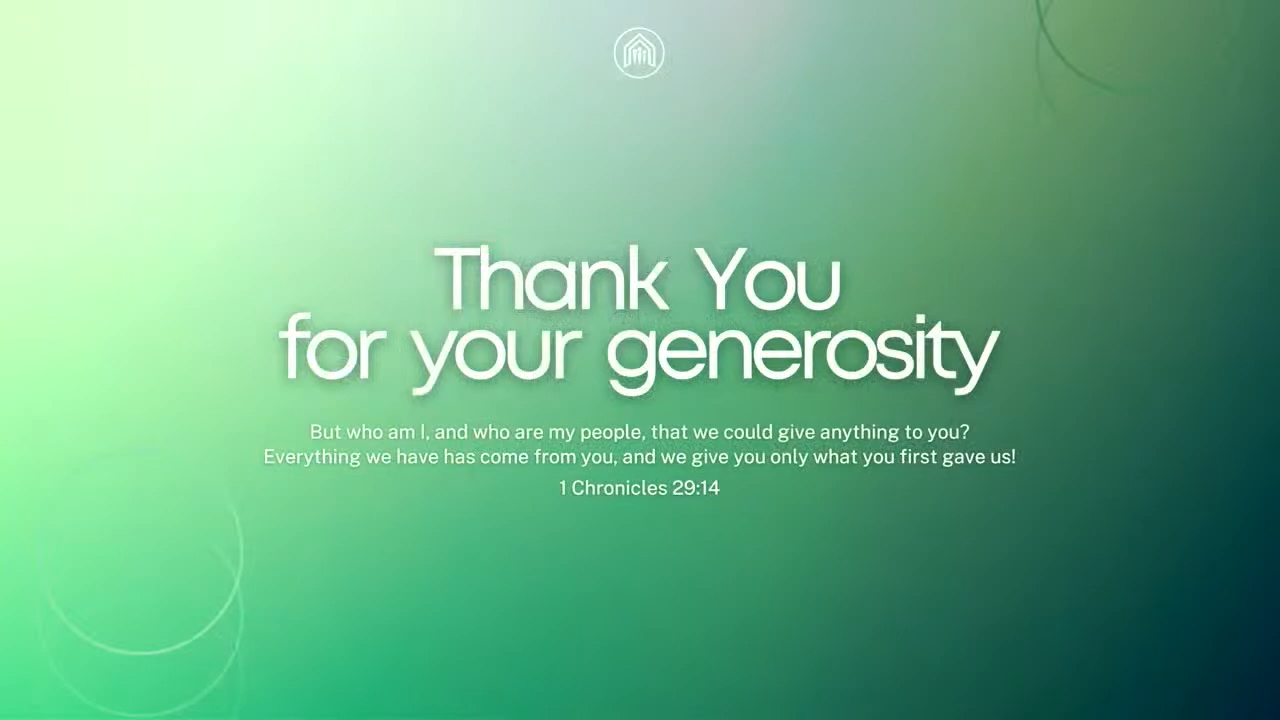 Thank You
for your generosity
But who am I, and who are my people, that we could give anything to you?
Everything we have has come from you, and we give you only what you first gave us!
1 Chronicles 29:14